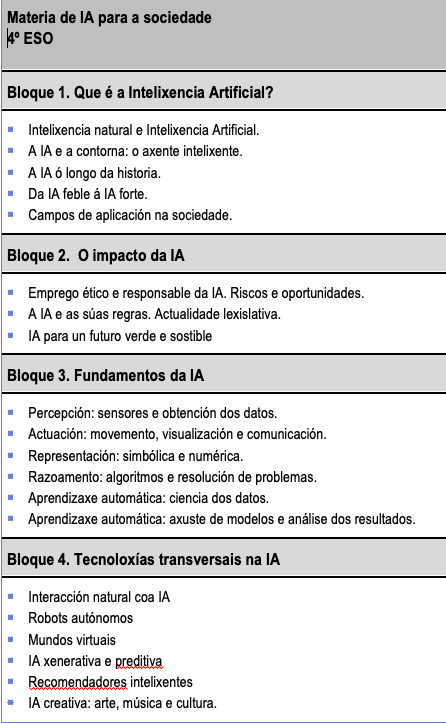 Materia de IA para a sociedade
4º ESO
Bloque 1. Que é a Intelixencia Artificial?
Intelixencia natural e Intelixencia Artificial.
A IA e a contorna: o axente intelixente.
A IA ó longo da historia.
Da IA feble á IA forte.
Campos de aplicación na sociedade.
Bloque 2.  O impacto da IA
Emprego ético e responsable da IA. Riscos e oportunidades.
A IA e as súas regras. Actualidade lexislativa.
IA para un futuro verde e sostible
Bloque 3. Fundamentos da IA
Percepción: sensores e obtención dos datos.
Actuación: movemento, visualización e comunicación.
Representación: simbólica e numérica.
Razoamento: algoritmos e resolución de problemas.
Aprendizaxe automática: ciencia dos datos.
Aprendizaxe automática: axuste de modelos e análise dos resultados.
Bloque 4. Tecnoloxías transversais na IA
Interacción natural coa IA
Robots autónomos
Mundos virtuais
IA xenerativa e preditiva
Recomendadores intelixentes
IA creativa: arte, música e cultura.